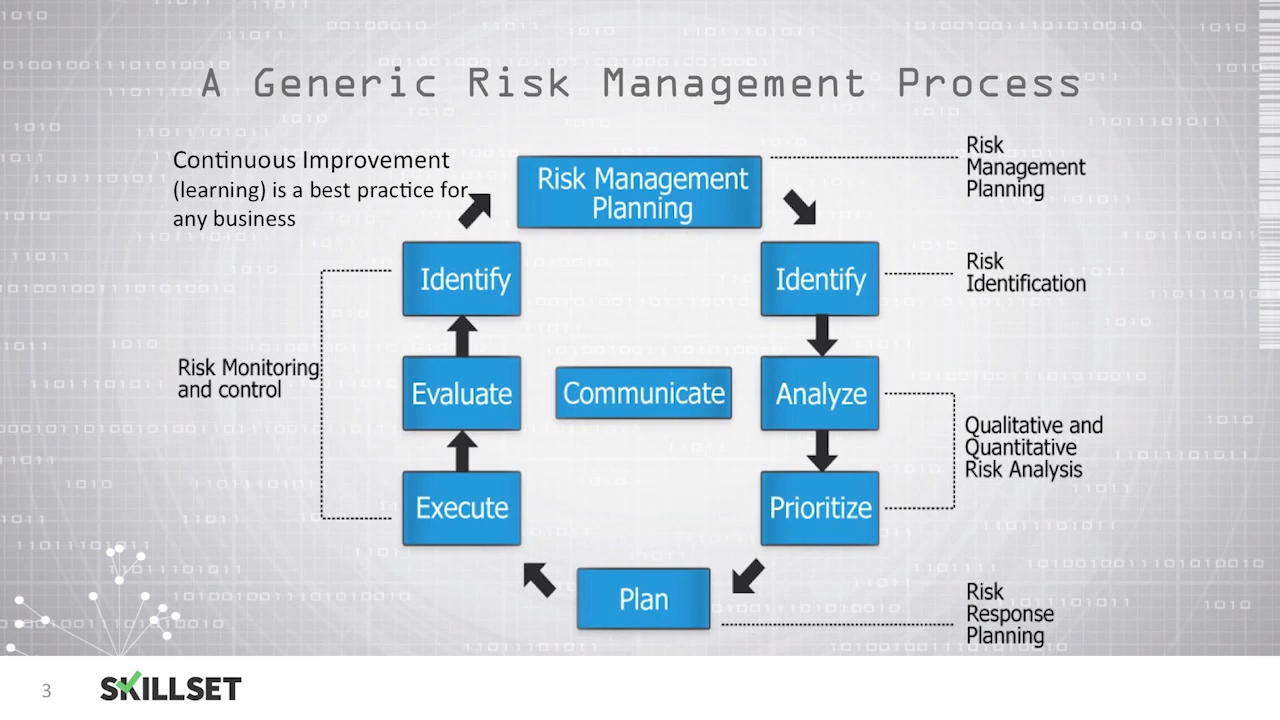 A Generic Risk Management Process
Continuous Improvement
(learning) is a best practice for
any business
Risk Management
Planning
Risk
Management
Planning
Identify
Identify
Risk
Identification
Risk Monitoring
and control
Evaluate
Communicate
Analyze
Qualitative and
Quantitative
Risk Analysis
Execute
Prioritize
Plan
Risk
Response
Planning
3
SKILLSET